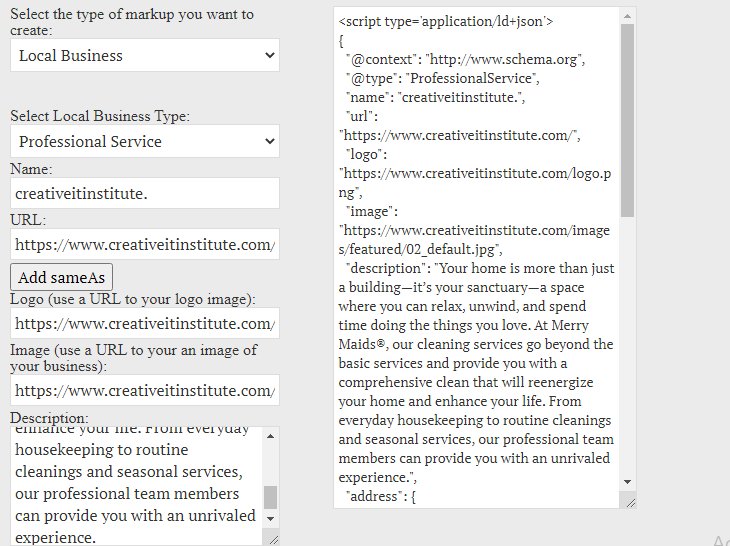 Select the type of markup you want to
create:
Local Business
Select Local Business Type:
Professional Service
Name:
creativeitinstitute.
URL:
https://www.creativeitinstitute.com/
Add sameAs
Logo (use a URL to your logo image):
https://www.creativeitinstitute.com/
Image (use a URL to your an image of
your business):
https://www.creativeitinstitute.com/
Description:
enhance your life. From everyday
housekeeping to routine
cleanings and seasonal services,
our professional team members
can provide you with an unrivaled
experience.
<script type='application/ld+json'>
{
"@context": "http://www.schema.org",
"@type": "ProfessionalService",
"name": "creativeitinstitute.",
"url":
"https://www.creativeitinstitute.com/",
"logo":
"https://www.creativeitinstitute.com/logo.p
ng",
"image":
"https://www.creativeitinstitute.com/image
s/featured/02_default.jpg",
"description": "Your home is more than just
a building—it’s your sanctuary—a space
where you can relax, unwind, and spend
time doing the things you love. At Merry
Maids®, our cleaning services go beyond the
basic services and provide you with a
comprehensive clean that will reenergize
your home and enhance your life. From
everyday housekeeping to routine cleanings
and seasonal services, our professional team
members can provide you with an unrivaled
experience.",
"address": {